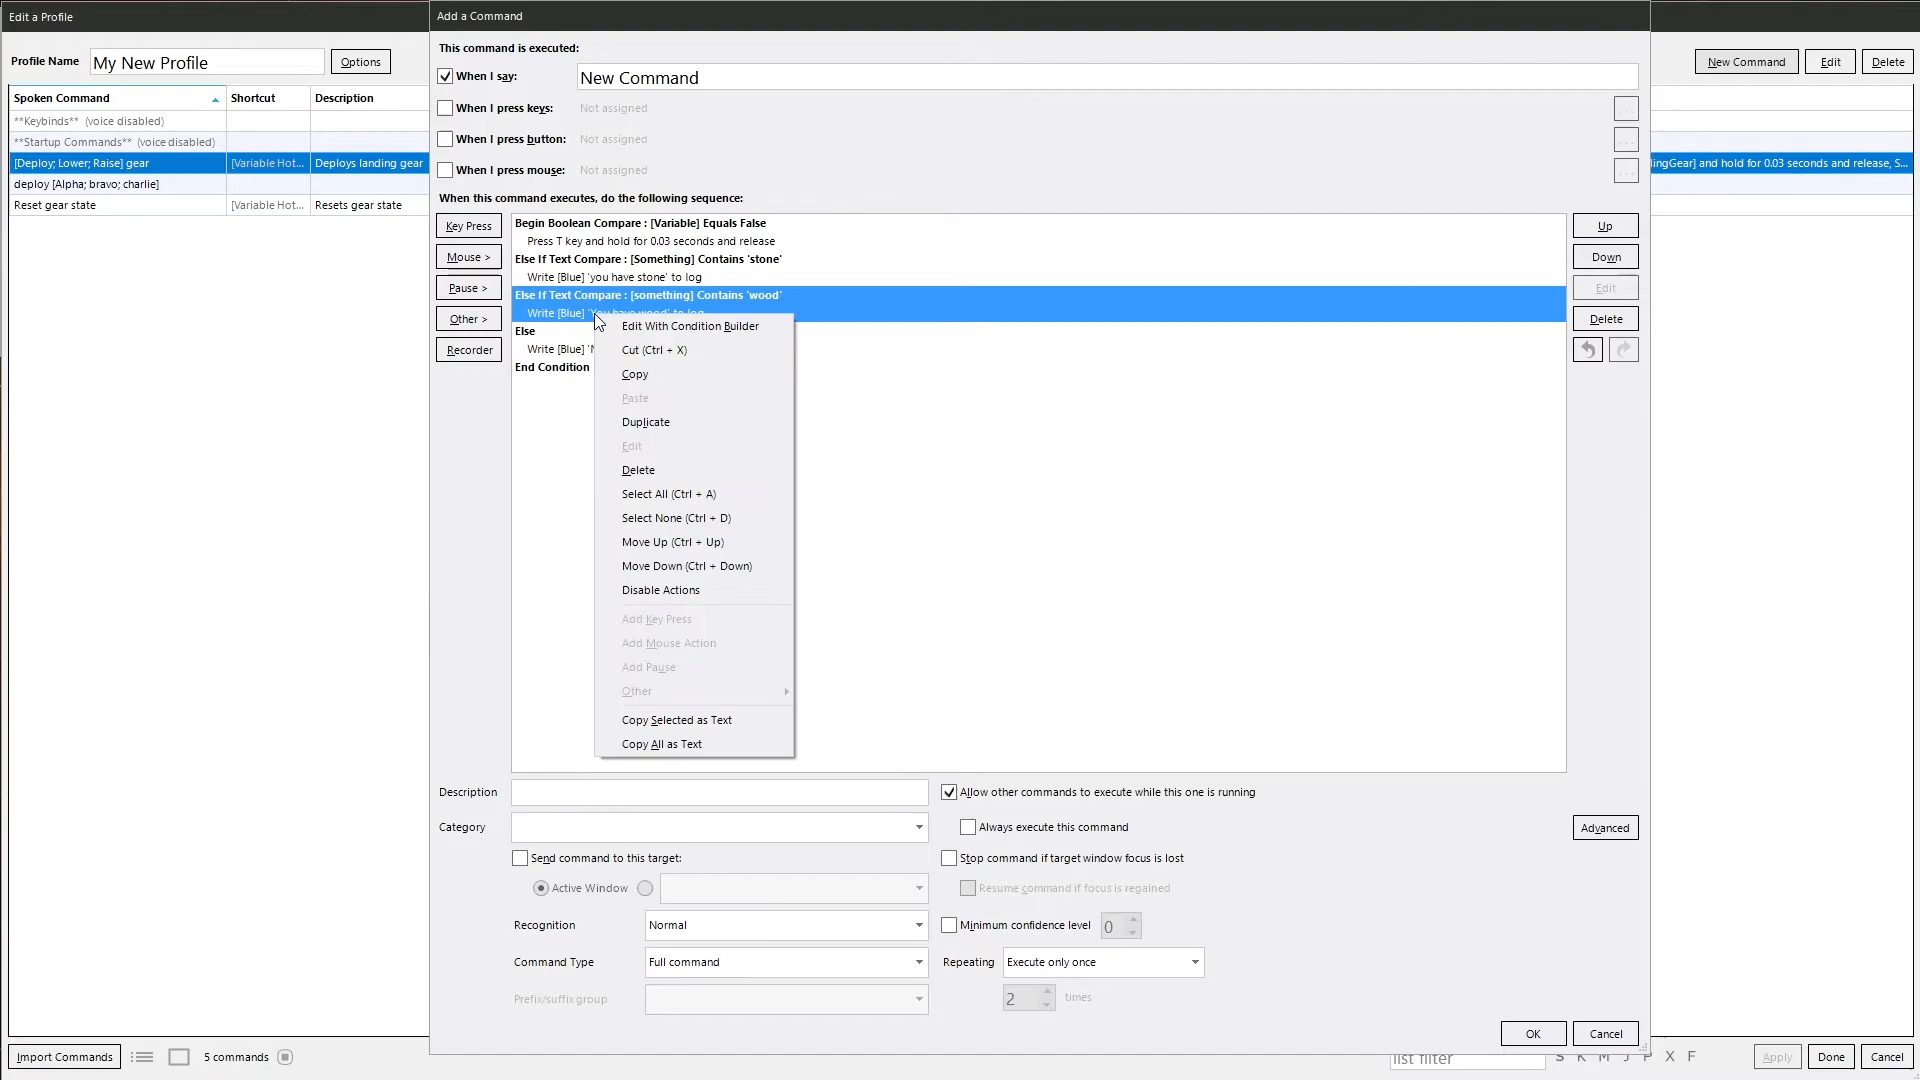 Edit a Profile
Add a Command
Profile Name
My New Profile
Options
New Command
Edit
Delete
Spoken Command
Shortcut
Description
**Keybinds** (voice disabled)
**Startup Commands** (voice disabled)
[Deploy; Lower; Raise] gear
[Variable Hot...
Deploys landing gear
lingGear] and hold for 0.03 seconds and release, S...
deploy [Alpha; bravo; charlie]
Reset gear state
[Variable Hot...
Resets gear state
This command is executed:
When I say:
New Command
When I press keys:
Not assigned
...
When I press button:
Not assigned
...
When I press mouse:
Not assigned
...
When this command executes, do the following sequence:
Key Press
Mouse >
Pause >
Other >
Recorder
Begin Boolean Compare : [Variable] Equals False
Press T key and hold for 0.03 seconds and release
Else If Text Compare : [Something] Contains 'stone'
Write [Blue] 'you have stone' to log
Else If Text Compare : [something] Contains 'wood'
Write [Blue] 'You have wood' to log
Else
Write [Blue]
End Condition
Up
Down
Edit
Delete
Edit With Condition Builder
Cut (Ctrl + X)
Copy
Paste
Duplicate
Edit
Delete
Select All (Ctrl + A)
Select None (Ctrl + D)
Move Up (Ctrl + Up)
Move Down (Ctrl + Down)
Disable Actions
Add Key Press
Add Mouse Action
Add Pause
Other
Copy Selected as Text
Copy All as Text
Description
Category
Send command to this target:
Active Window
Recognition
Normal
Command Type
Full command
Prefix/suffix group
Allow other commands to execute while this one is running
Always execute this command
Advanced
Stop command if target window focus is lost
Resume command if focus is regained
Minimum confidence level
0
Repeating
Execute only once
2
times
OK
Cancel
Import Commands
5 commands
list filter
S K M J P X F
Apply
Done
Cancel